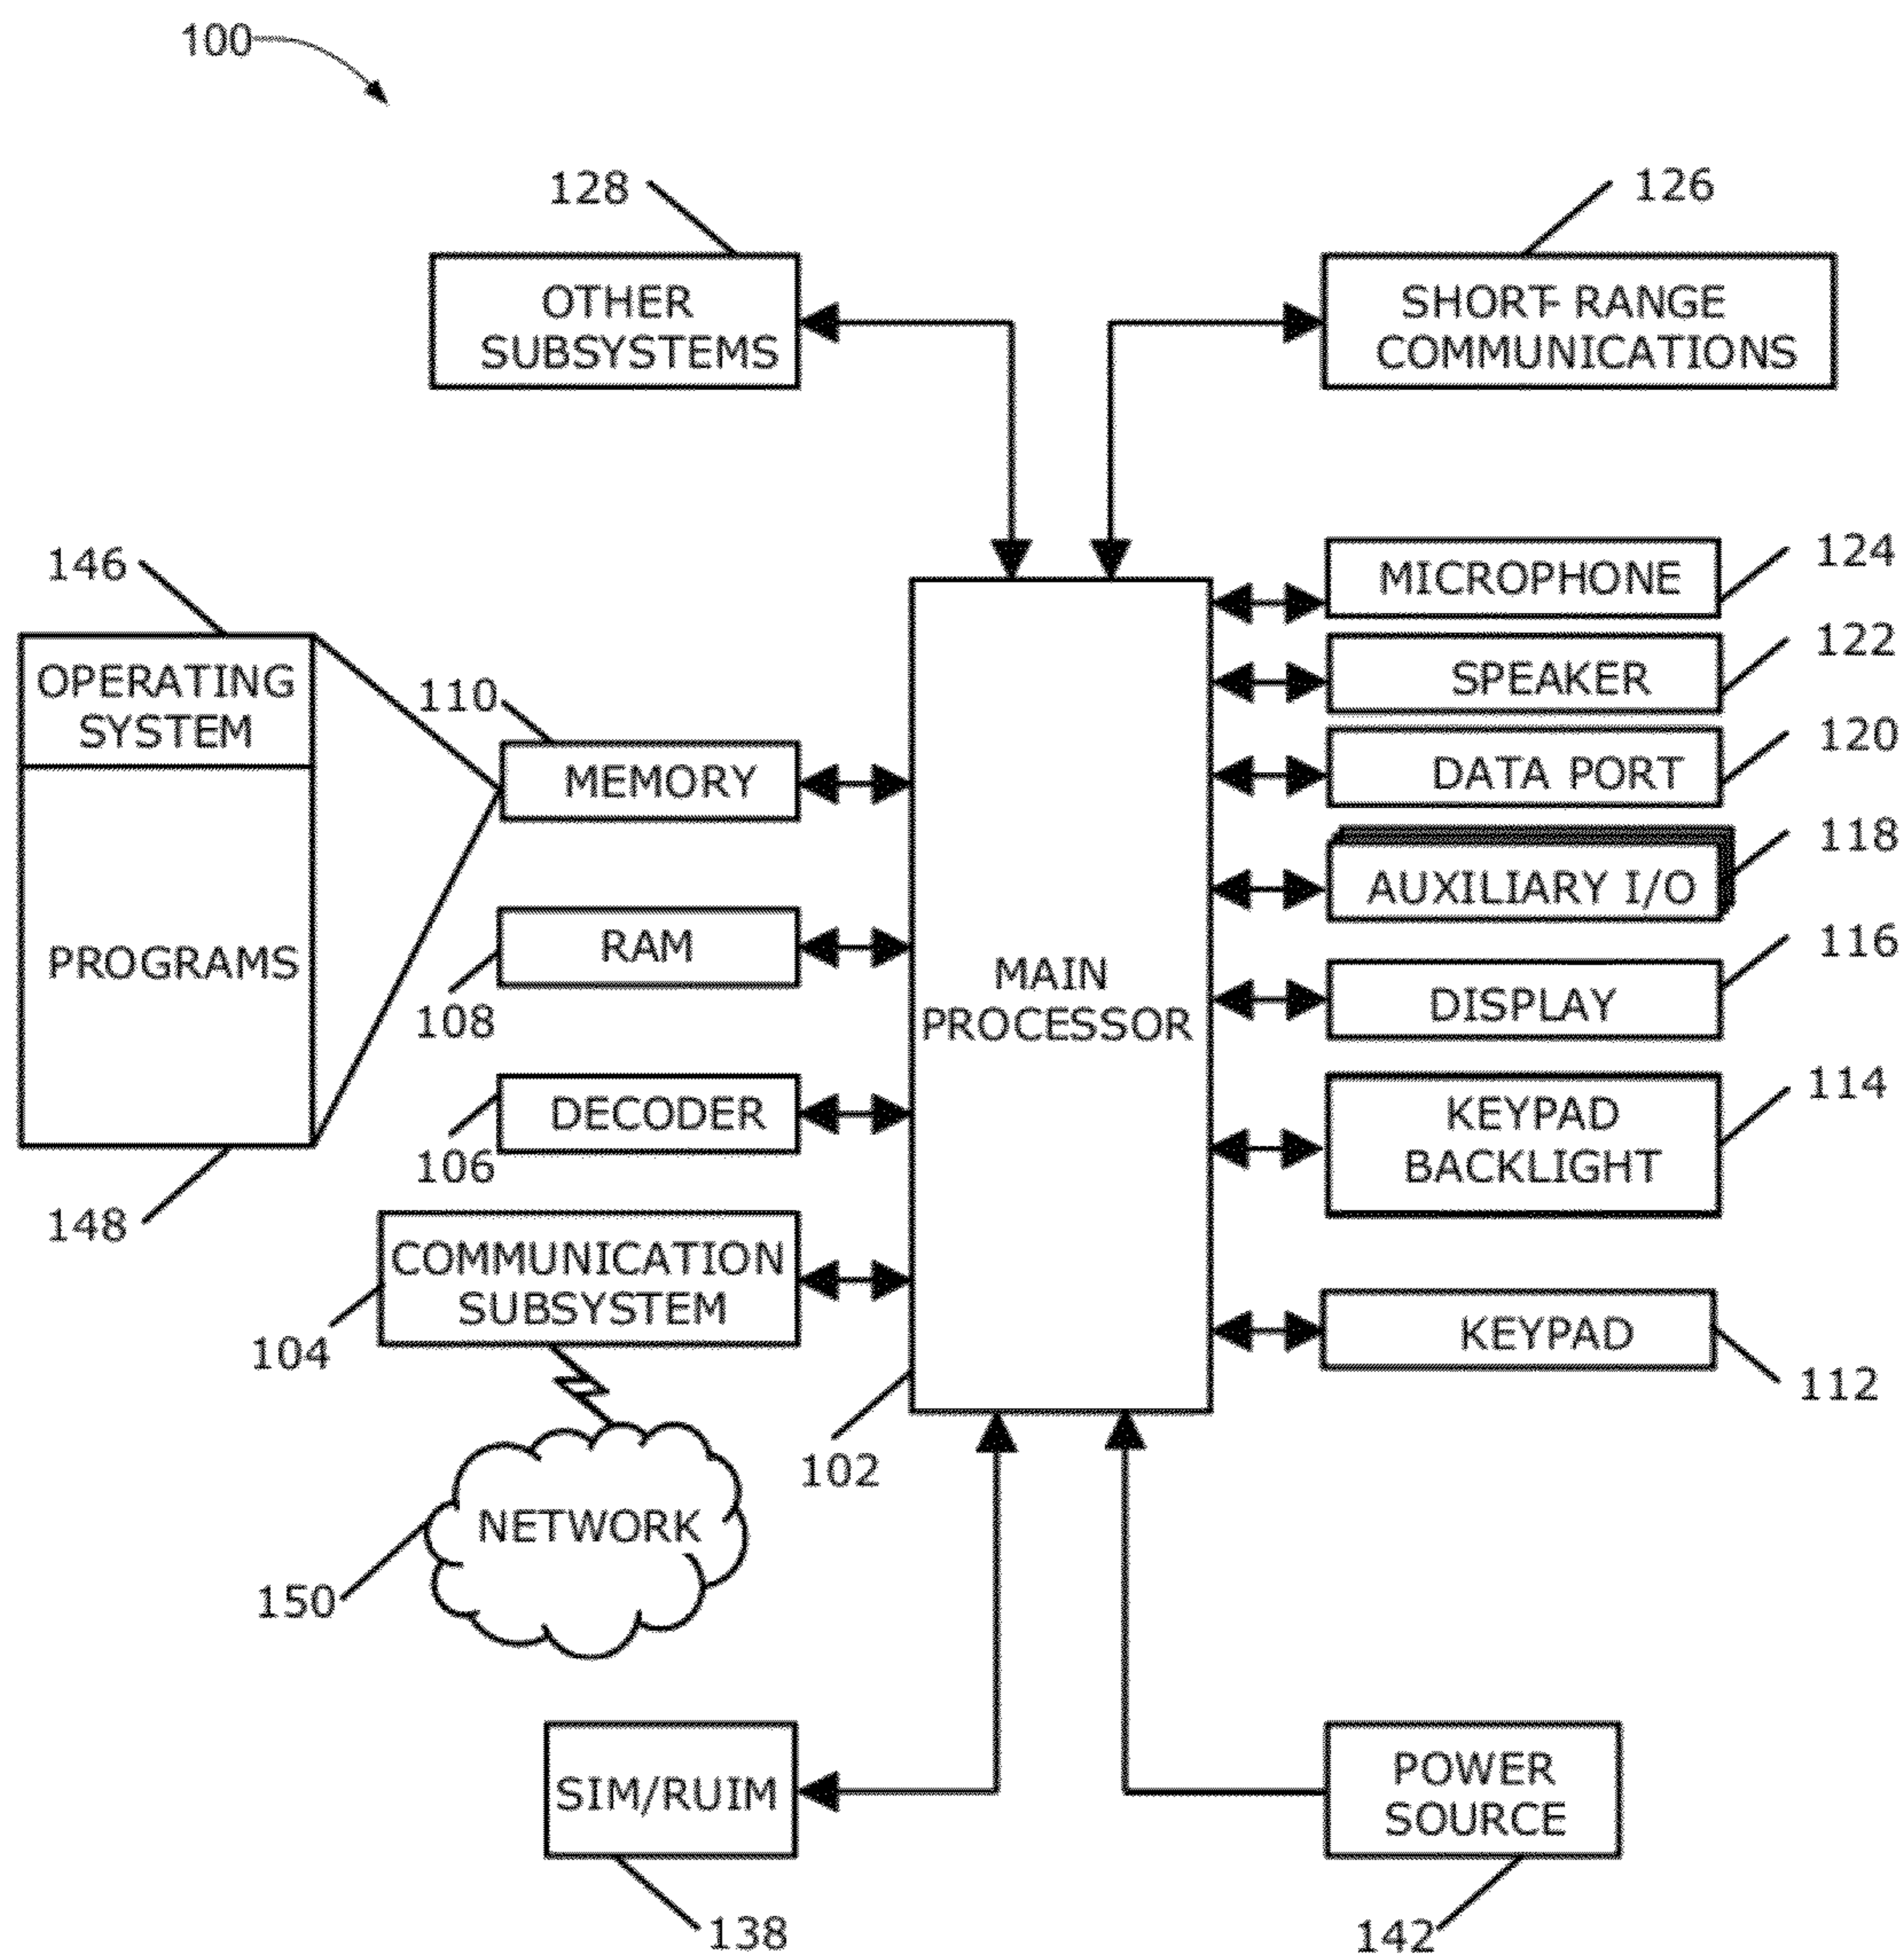 100
128
126
OTHER
SUBSYSTEMS
SHORT-RANGE
COMMUNICATIONS
146
OPERATING
SYSTEM
PROGRAMS
148
110
MEMORY
RAM
108
DECODER
106
COMMUNICATION
SUBSYSTEM
104
NETWORK
150
MAIN
PROCESSOR
102
MICROPHONE
124
SPEAKER
122
DATA PORT
120
AUXILIARY I/O
118
DISPLAY
116
KEYPAD
BACKLIGHT
114
KEYPAD
112
SIM/RUIM
138
POWER
SOURCE
142